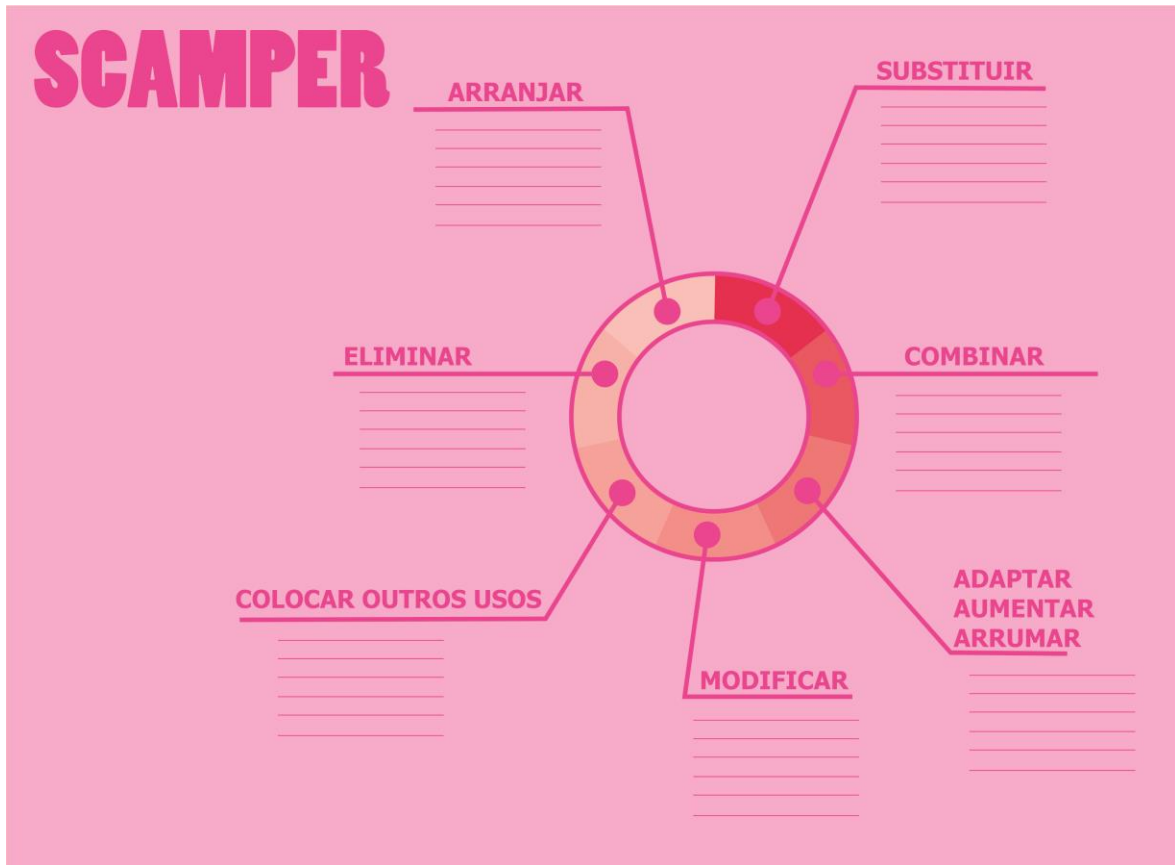 SCAMPER
ARRANJAR
SUBSTITUIR
ELIMINAR
COMBINAR
COLOCAR OUTROS USOS
ADAPTAR
AUMENTAR
ARRUMAR
MODIFICAR